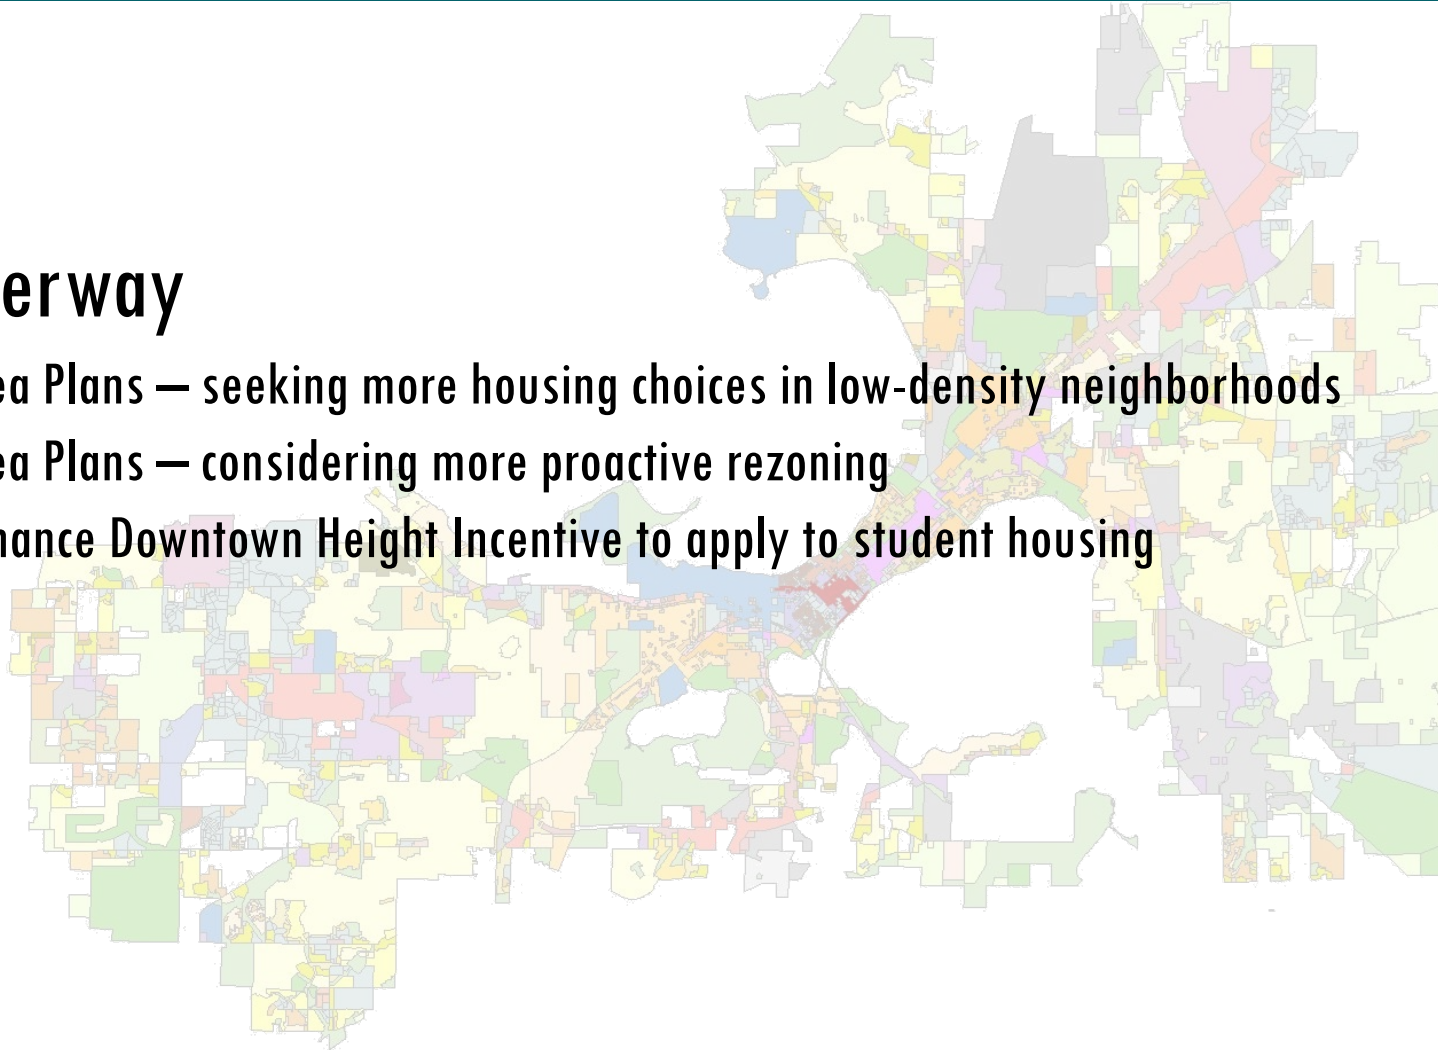 erway
ea Plans – seeking more housing choices in low-density neighborhoods
ea Plans – considering more proactive rezoning
nance Downtown Height Incentive to apply to student housing